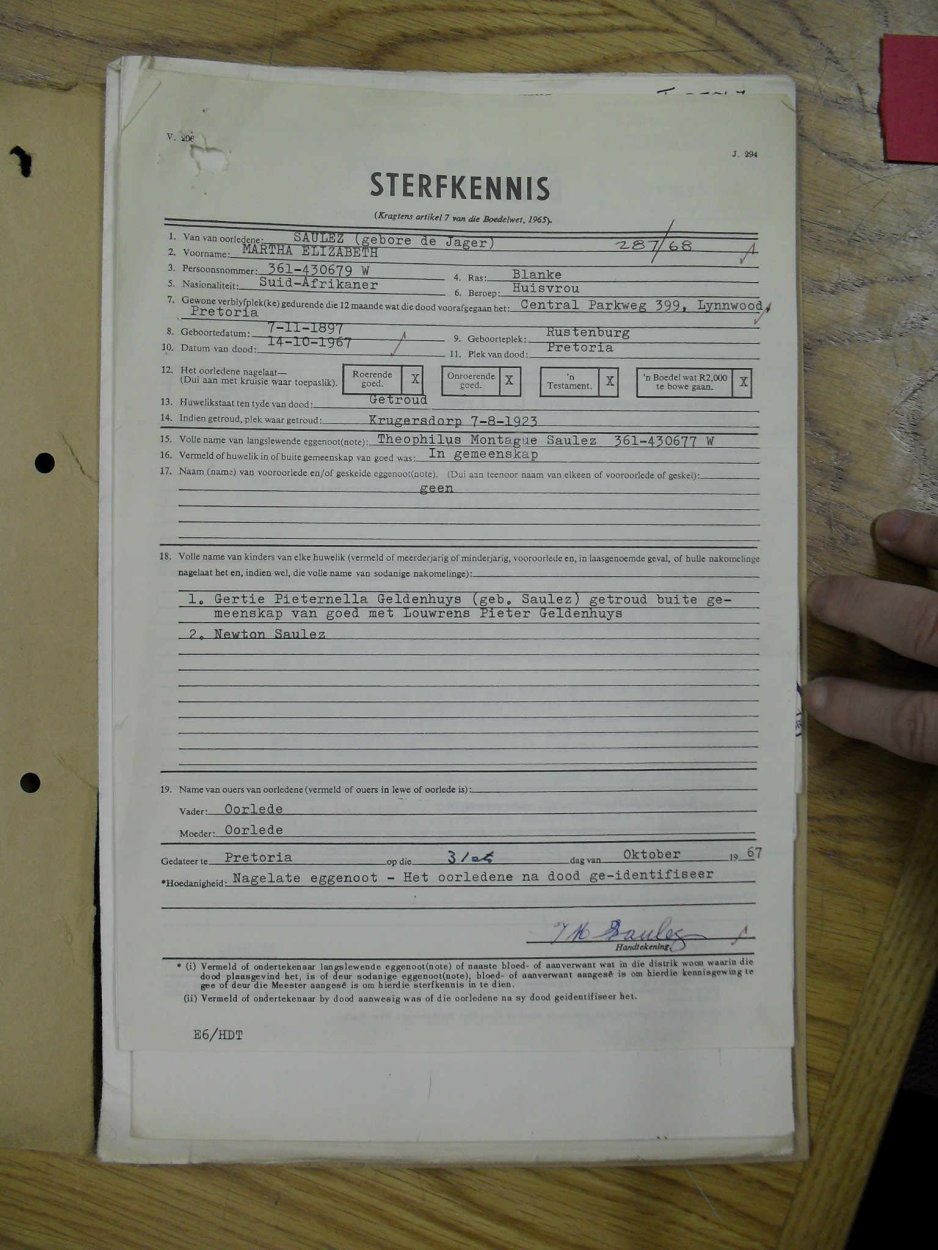 V. 296
J. 294
STERFKENNIS
(Kragtens artikel 7 van die Boedelwet, 1965).
1. Van van oorledene: SAULEZ (gebore de Jager) 287/68
2. Voorname: MARTHA ELIZABETH
3. Persoonsnommer: 361-430679 W 4. Ras: Blanke
5. Nasionaliteit: Suid-Afrikaner 6. Beroep: Huisvrou
7. Gewone verblyfplek(ke) gedurende die 12 maande wat die dood voorafgegaan het: Central Parkweg 399, Lynnwood,
Pretoria
8. Geboortedatum: 7-11-1897 9. Geboorteplek: Rustenburg
10. Datum van dood: 14-10-1967 11. Plek van dood: Pretoria
12. Het oorledene nagelaat—
(Dui aan met kruisie waar toepaslik).
Roerende goed. X Onroerende goed. X 'n Testament. X 'n Boedel wat R2,000 te bowe gaan. X
13. Huwelikstaat ten tyde van dood: Getroud
14. Indien getroud, plek waar getroud: Krugersdorp 7-8-1923
15. Volle name van langslewende eggenoot(note): Theophilus Montague Saulez 361-430677 W
16. Vermeld of huwelik in of buite gemeenskap van goed was: In gemeenskap
17. Naam (name) van vooroorlede en/of geskeide eggenoot(note). (Dui aan teenoor naam van elkeen of vooroorlede of geskei):
geen
18. Volle name van kinders van elke huwelik (vermeld of meerderjarig of minderjarig, vooroorlede en, in laasgenoemde geval, of hulle nakomelinge
nagelaat het en, indien wel, die volle name van sodanige nakomelinge):
1. Gertie Pieternella Geldenhuys (geb. Saulez) getroud buite ge-
meenskap van goed met Louwrens Pieter Geldenhuys
2. Newton Saulez
19. Name van ouers van oorledene (vermeld of ouers in lewe of oorlede is):
Vader: Oorlede
Moeder: Oorlede
Gedateer te Pretoria op die 31st dag van Oktober 19 67
*Hoedanigheid: Nagelate eggenoot - Het oorledene na dood ge-identifiseer
T M Saulez
Handtekening.
* (i) Vermeld of ondertekenaar langslewende eggenoot(note) of naaste bloed- of aanverwant wat in die distrik woon waarin die
dood plaasgevind het, is of deur sodanige eggenoot(note), bloed- of aanverwant aangesê is om hierdie kennisgewing te
gee of deur die Meester aangesê is om hierdie sterfkennis in te dien.
(ii) Vermeld of ondertekenaar by dood aanwesig was of die oorledene na sy dood geidentifiseer het.
E6/HDT